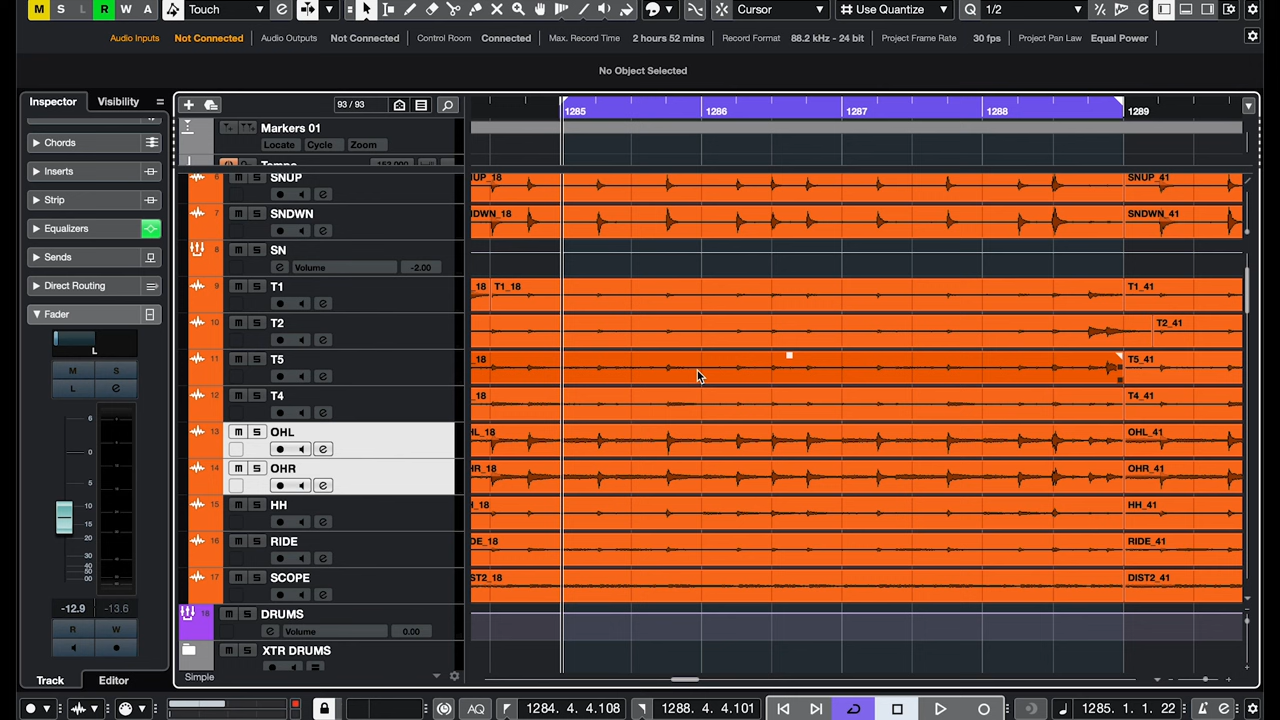 M S L R W A Touch Cursor # Use Quantize Q 1/2
Audio Inputs Not Connected Audio Outputs Not Connected Control Room Connected Max. Record Time 2 hours 52 mins Record Format 88.2 kHz - 24 bit Project Frame Rate 30 fps Project Pan Law Equal Power
No Object Selected
Inspector Visibility
93 / 93
1285 1286 1287 1288 1289
Markers 01
Locate Cycle Zoom
Chords
Inserts
Strip
Equalizers
Sends
Direct Routing
Fader
L
M S
L e
6
0
5
10
15
20
30
40
00
-12.9 -13.6
R W
Track Editor
Tempo 153.000
6 m S SNUP UP_18 SNUP_41
7 m S SNDWN NDWN_18 SNDWN_41
8 m S SN
e Volume -2.00
9 m S T1 18 T1_18 T1_41
10 m S T2 T2_41
11 m S T5 18 T5_41
12 m S T4 18 T4_41
13 m S OHL HL_18 OHL_41
14 m S OHR HR_18 OHR_41
15 m S HH _18 HH_41
16 m S RIDE DE_18 RIDE_41
17 m S SCOPE ST2_18 DIST2_41
18 m S DRUMS
e Volume 0.00
XTR DRUMS
m S
Simple
AQ 1284. 4. 4.108 1288. 4. 4.101 1285. 1. 1. 22